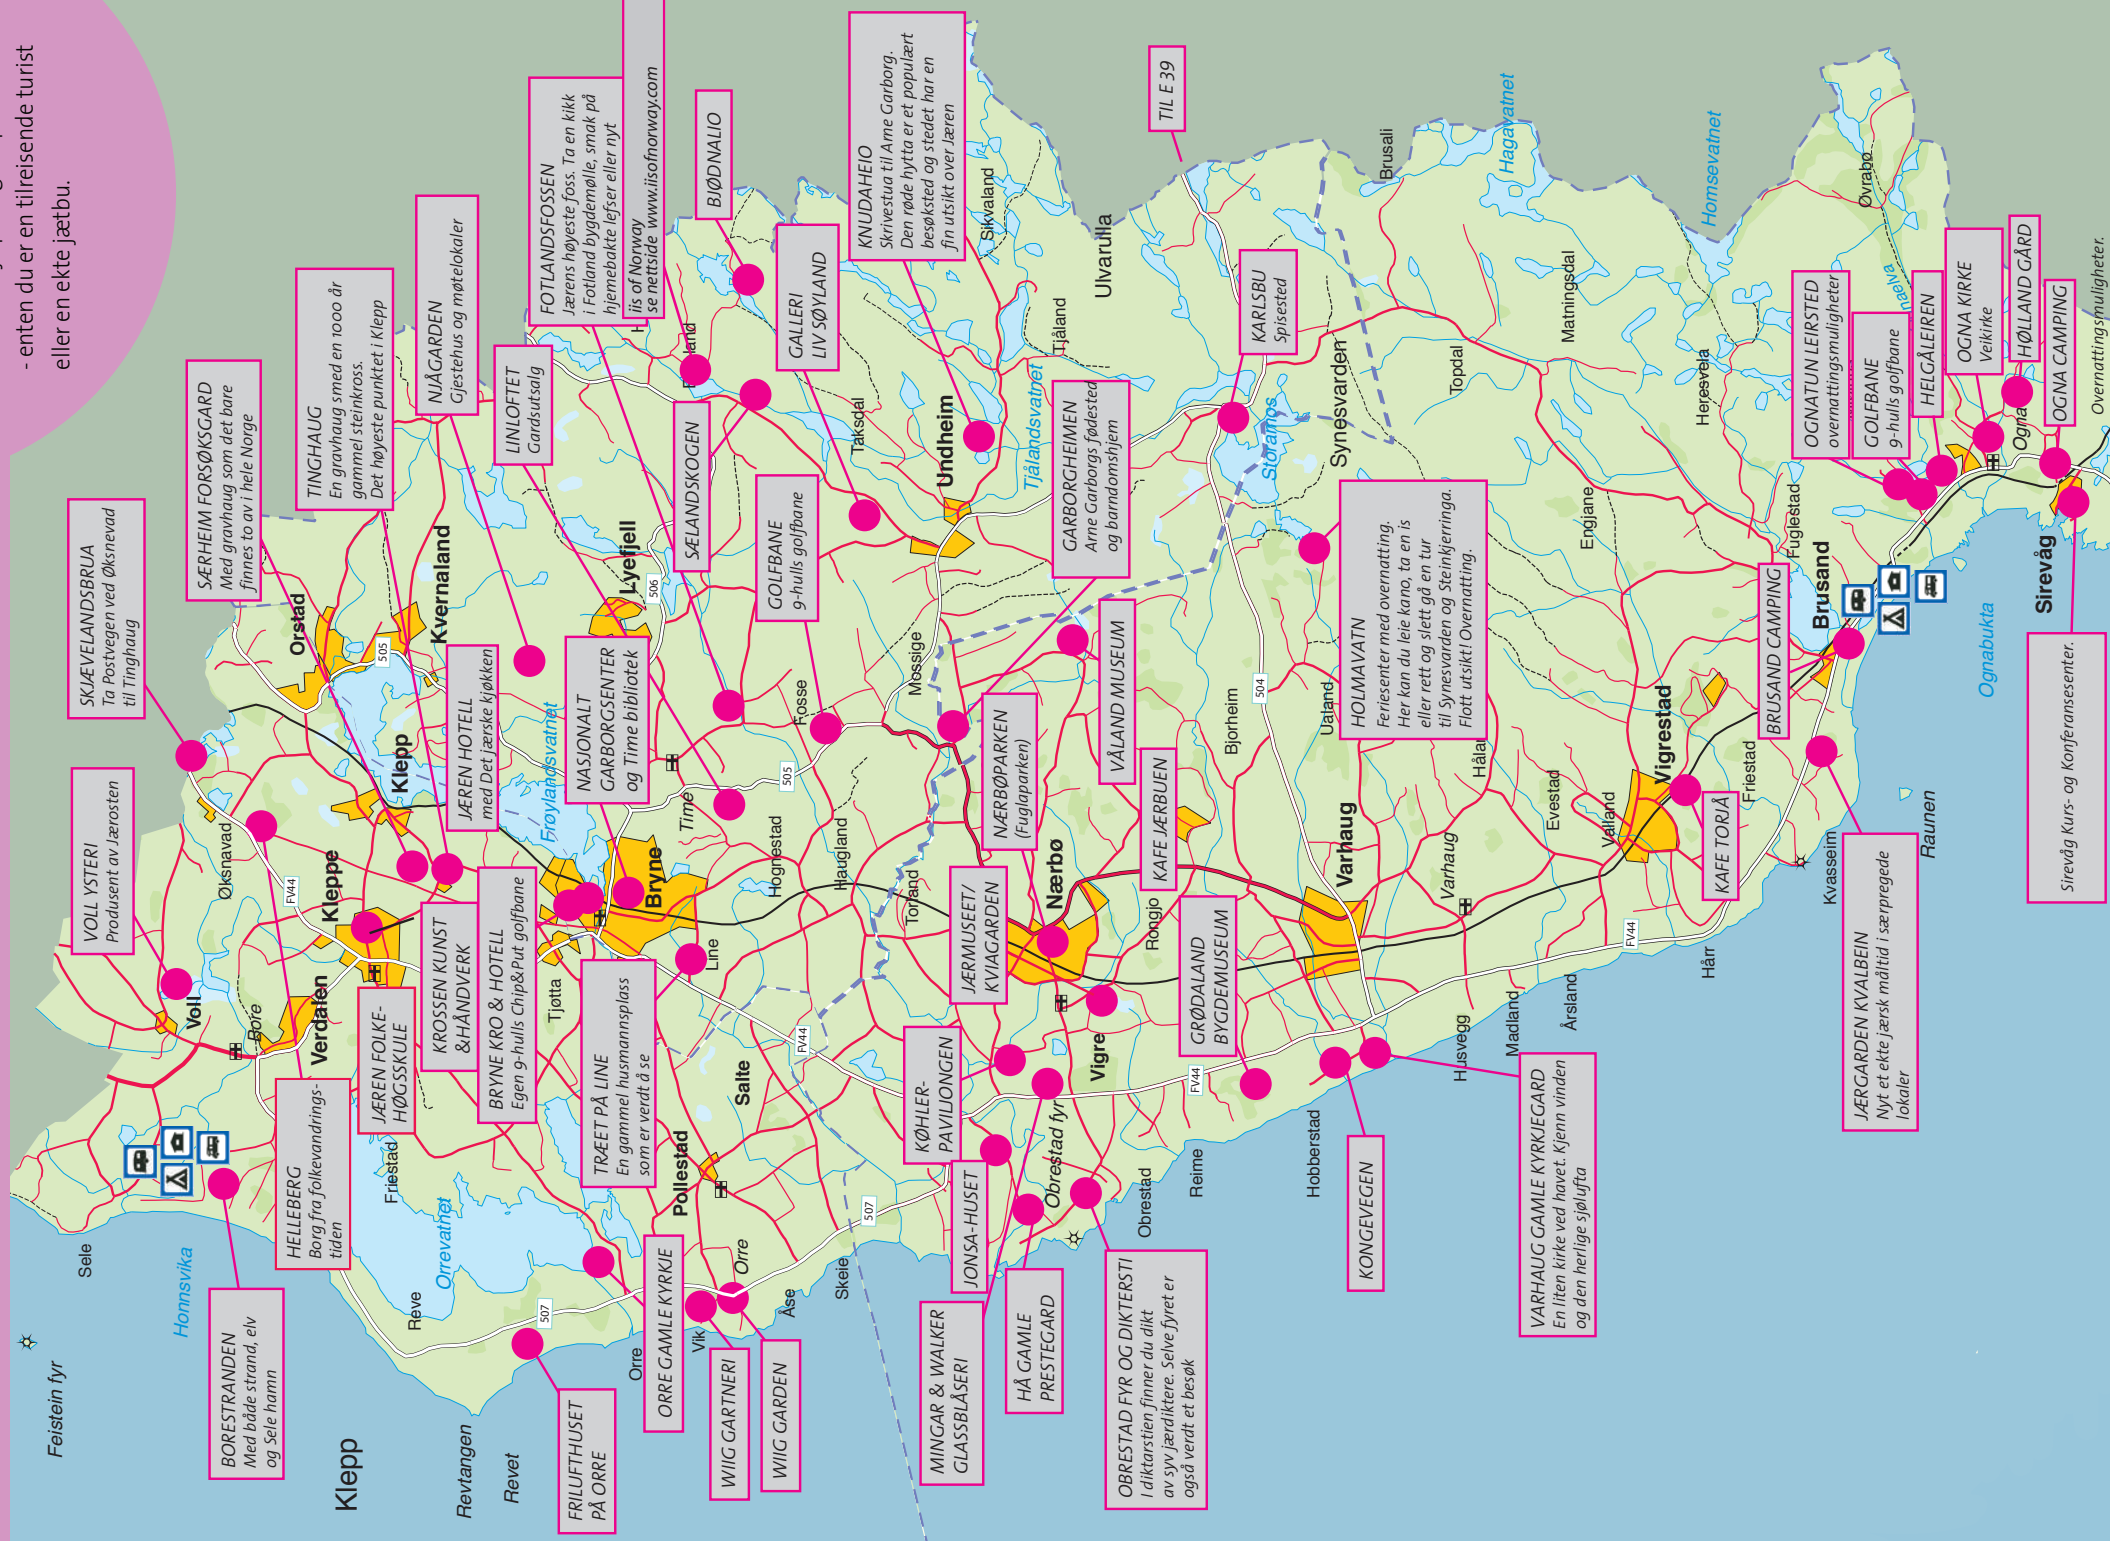 - enten du er en tilreisende turist
eller en ekte jætbu.
SKJÆVELANDSBRUA
Ta Postvegen ved Øksnevad
til Tinghaug
SÆRHEIM FORSØKSGARD
Med gravhaug som det bare
finnes to av i hele Norge
TINGHAUG
En gravhaug smed en 1000 år
gammel steinkross.
Det høyeste punktet i Klepp
NJÅGARDEN
Gjestehus og møtelokaler
LINLOFTET
Gardsutsalg
FOTLANDSFOSSEN
Jærens høyeste foss. Ta en kikk
i Fotland bygdemølle, smak på
hjemmebakte lefser eller nyt
iis of Norway
se nettside www.iisofnorway.com
BØDNALIO
GALLERI
LIV SØYLAND
KNUDAHEIO
Skrivestua til Arne Garborg.
Den røde hytta er et populært
besøksted og stedet har en
fin utsikt over Jæren
TIL E 39
KARLSBU
Spisested
SÆLANDSKOGEN
GOLFBANE
9-hulls golfbane
GARBORGHEIMEN
Arne Garborgs fødested
og barndomshjem
HOLMAVATN
Feriesenter med overnatting.
Her kan du leie kano, ta en is
eller rett og slett gå en tur
til Synesvarden og Steinkjerringa.
Flott utsikt! Overnatting.
OGNATUN LEIRSTED
overnattingsmuligheter
GOLFBANE
9-hulls golfbane
HELGÅLEIREN
OGNA KIRKE
Veikirke
HØLLAND GÅRD
OGNA CAMPING
Overnattingsmuligheter.
VOLL YSTERI
Produsent av Jærosten
JÆREN HOTELL
med Det Jærske kjøkken
NASJONALT
GARBORGSENTER
og Time bibliotek
NÆRBØPARKEN
(Fuglaparken)
VÅLAND MUSEUM
KAFE JÆRBUEN
BRUSAND CAMPING
KAFE TORJÅ
Sirevåg Kurs- og Konferansesenter.
JÆRGARDEN KVALBEIN
Nyt et ekte jærsk måltid i særpregede
lokaler
HELLEBERG
Borg fra folkevandrings-
tiden
JÆREN FOLKE-
HØGSSKULE
KROSSEN KUNST
&HÅNDVERK
BRYNE KRO & HOTELL
Egen 9-hulls Chip&Put golfbane
TRÆET PÅ LINE
En gammel husmannsplass
som er verdt å se
JÆRMUSEET/
KVIAGARDEN
GRØDALAND
BYGDEMUSEUM
KØHLER-
PAVILJONGEN
JONSA-HUSET
MINGAR & WALKER
GLASSBLÅSERI
HÅ GAMLE
PRESTEGARD
OBRESTAD FYR OG DIKTERSTI
I diktarstien finner du dikt
av syv jærdiktere. Selve fyret er
også verdt et besøk
KONGEVEGEN
VARHAUG GAMLE KYRKJEGARD
En liten kirke ved havet. Kjenn vinden
og den herlige sjølufta
BORESTRANDEN
Med både strand, elv
og Sele hamn
FRILUFTHUSET
PÅ ORRE
ORRE GAMLE KYRKJE
WIIG GARTNERI
WIIG GARDEN
Feistein fyr
Sele
Honnsvika
Klepp
Revtangen
Revet
Reve
Orrevatnet
Friestad
Voll
Bore
Verdalen
Øksnavad
Kleppe
Klepp
Orstad
Kvernaland
Frøylandsvatnet
Lyefjell
Bryne
Time
Tjøtta
Line
Hognestad
Haugland
Torland
Fosse
Mossige
Taksdal
Undheim
Tjålandsvatnet
Tjåland
Sikvaland
Ulvarulla
Synesvarden
Storamos
Brusali
Hagavatnet
Homsevatnet
Øvrabø
Matningsdal
Topdal
Heresvela
Engjane
Fuglestad
Brusand
Ogna
Sirevåg
Ognabukta
Raunen
Kvasseim
Vigrestad
Friestad
Valland
Evestad
Ualand
Bjorheim
Varhaug
Varhaug
Nærbø
Rongjo
Vigre
Obrestad fyr
Obrestad
Reime
Hobberstad
Husvegg
Madland
Årsland
Hårr
Salte
Pollestad
Orre
Orre
Vik
Åse
Skeie
FV44
FV44
FV44
FV44
505
505
506
507
507
504